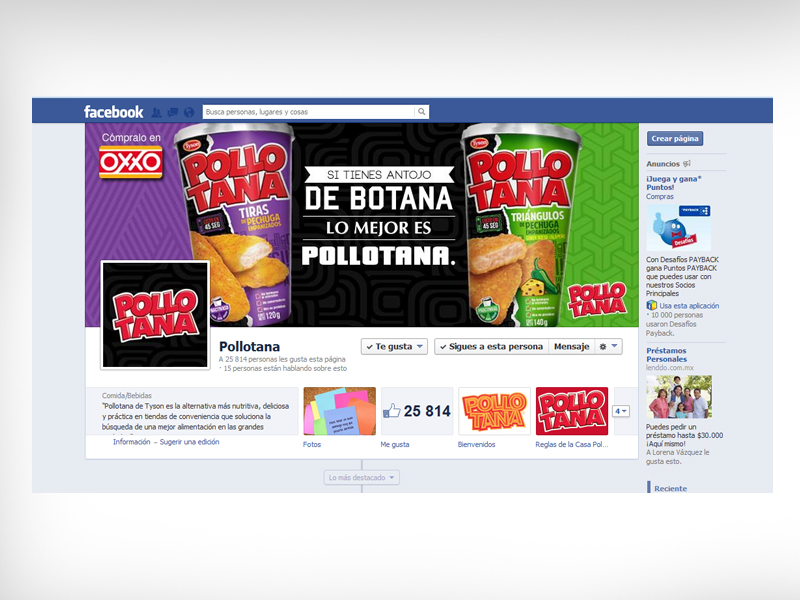 facebook
Busca personas, lugares y cosas
Cómpralo en
OXXO
Tyson
POLLO
TANA
TIRAS
DE PECHUGA
EMPANIZADOS
45 SEG
120g
SI TIENES ANTOJO
DE BOTANA
LO MEJOR ES
POLLOTANA.
Tyson
POLLO
TANA
TRIÁNGULOS
DE PECHUGA
45 SEG
140g
POLLO
TANA
POLLO
TANA
Pollotana
A 25 814 personas les gusta esta página
· 15 personas están hablando sobre esto
Te gusta
Sigues a esta persona
Mensaje
Comida/Bebidas
"Pollotana de Tyson es la alternativa más nutritiva, deliciosa
y práctica en tiendas de conveniencia que soluciona la
búsqueda de una mejor alimentación en las grandes
Información – Sugerir una edición
Fotos
25 814
Me gusta
POLLO
TANA
Bienvenidos
POLLO
TANA
Reglas de la Casa Pol...
4
Lo más destacado
Crear página
Anuncios
¡Juega y gana*
Puntos!
Compras
PAYBACK
Desafíos
Con Desafíos PAYBACK
gana Puntos PAYBACK
que puedes usar con
nuestros Socios
Principales
Usa esta aplicación
· 10 000 personas
usaron Desafíos
Payback.
Préstamos
Personales
lenddo.com.mx
Puedes pedir un
préstamo hasta $30.000
¡Aquí mismo!
A Lorena Yázquez le
gusta esto.
Reciente